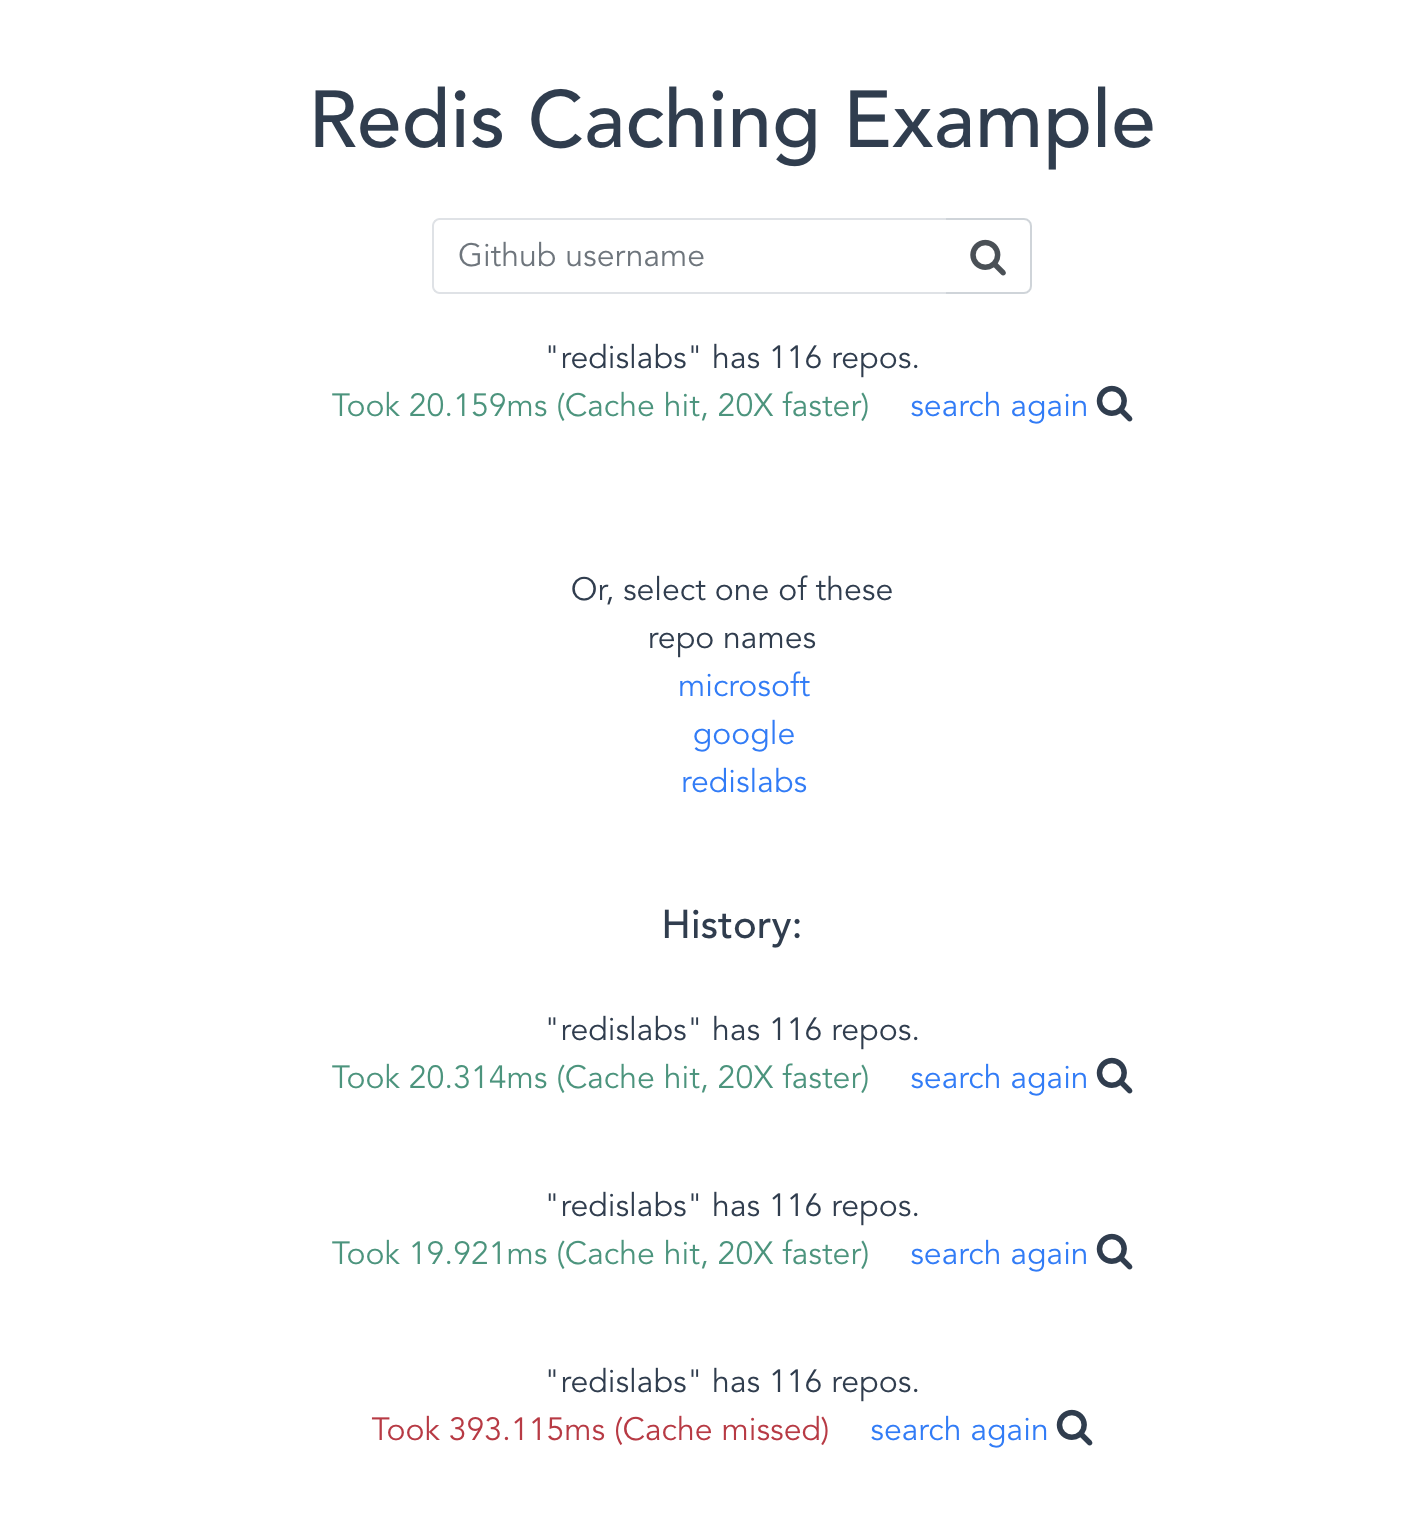 Redis Caching Example
Github username
"redislabs" has 116 repos.
Took 20.159ms (Cache hit, 20X faster) search again
Or, select one of these
repo names
microsoft
google
redislabs
History:
"redislabs" has 116 repos.
Took 20.314ms (Cache hit, 20X faster) search again
"redislabs" has 116 repos.
Took 19.921ms (Cache hit, 20X faster) search again
"redislabs" has 116 repos.
Took 393.115ms (Cache missed) search again